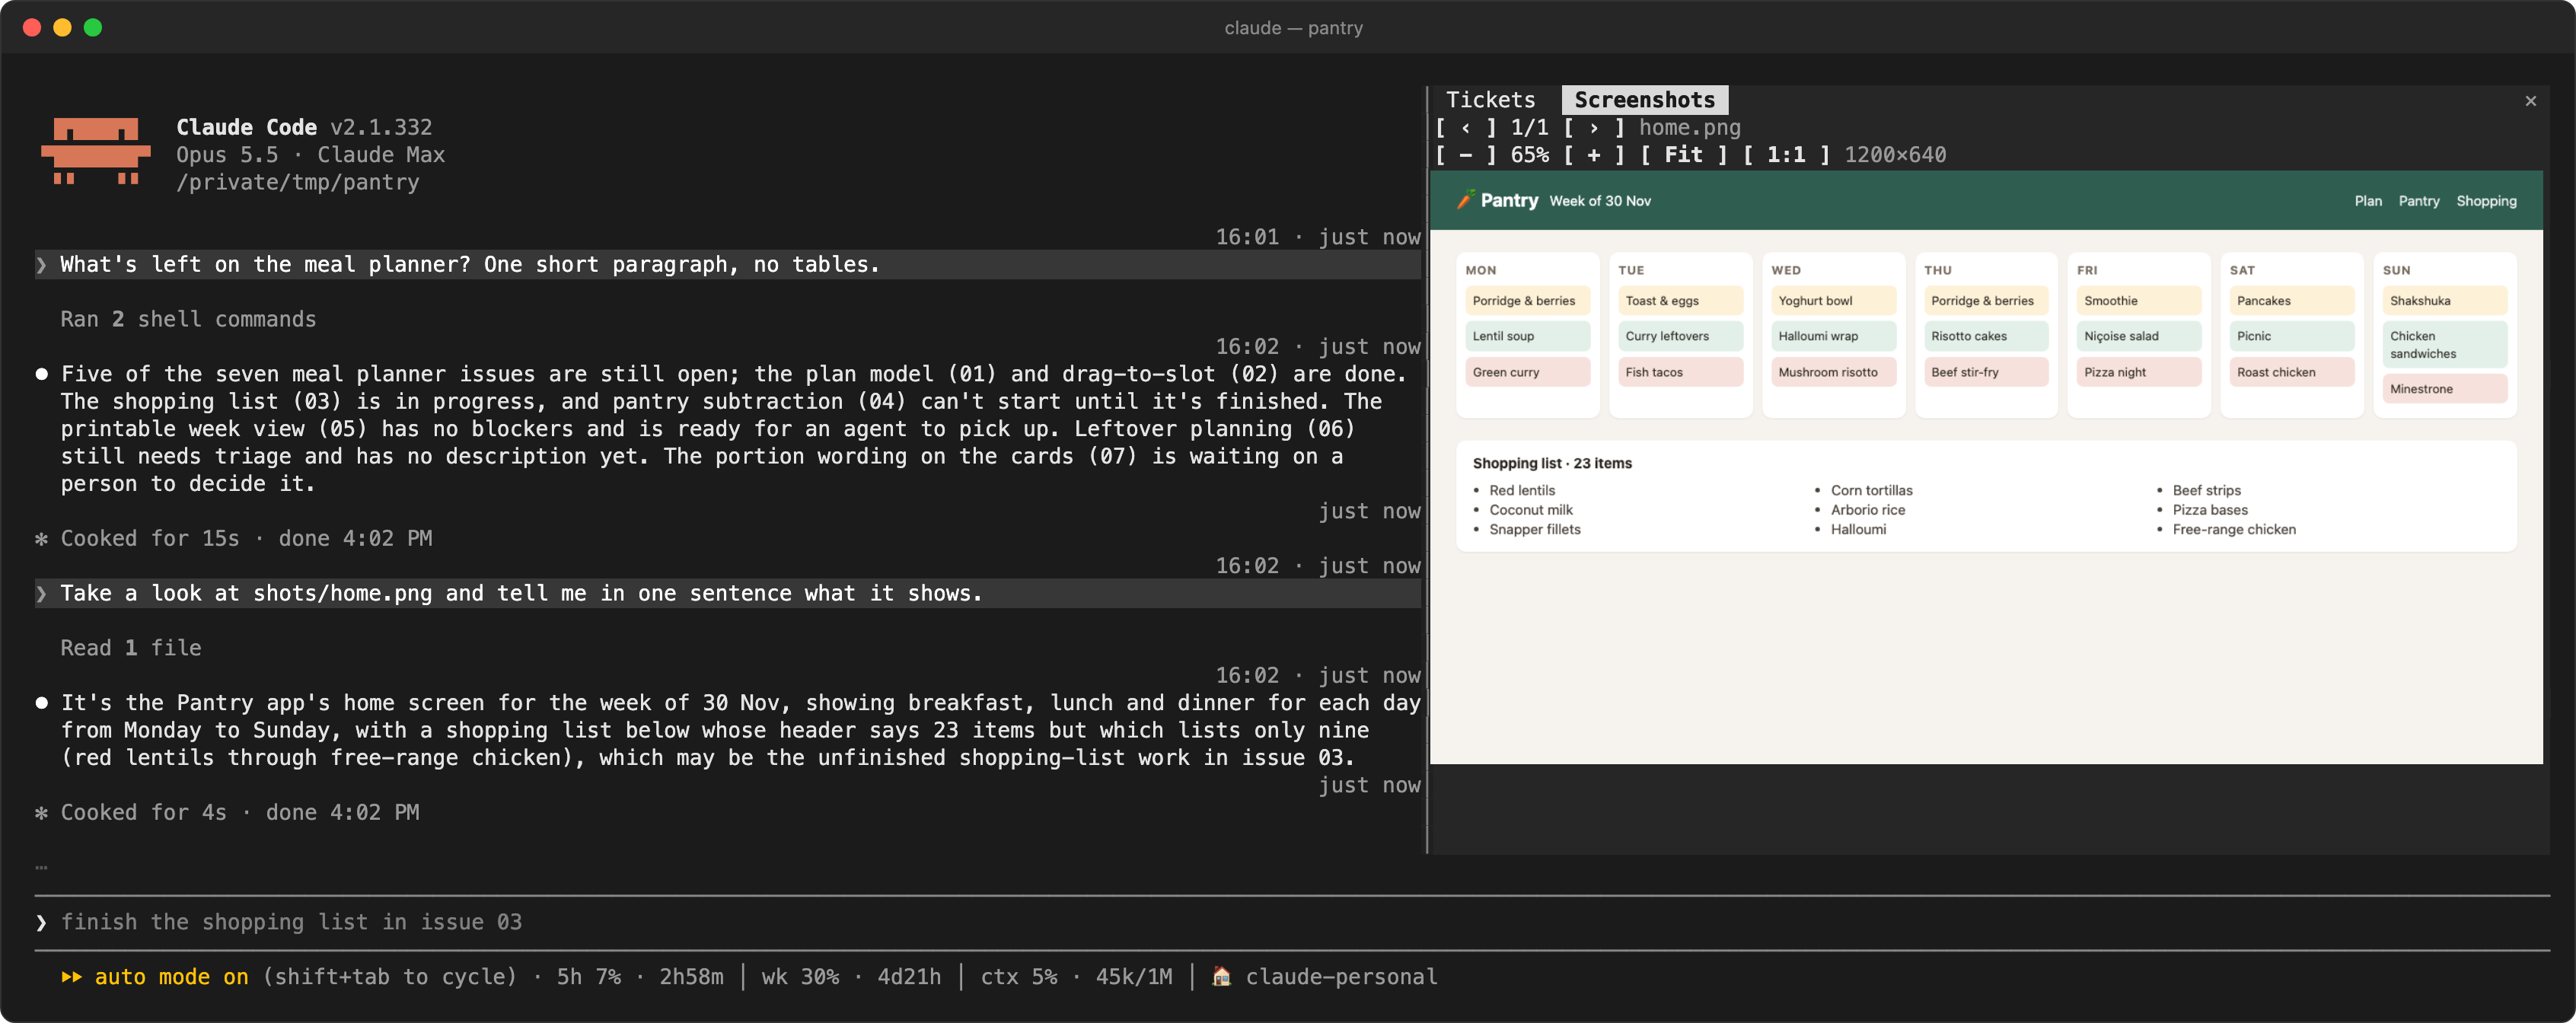 claude — pantry
Claude Code v2.1.332
Opus 5.5 · Claude Max
/private/tmp/pantry
16:01 · just now
❯ What's left on the meal planner? One short paragraph, no tables.
Ran 2 shell commands
16:02 · just now
● Five of the seven meal planner issues are still open; the plan model (01) and drag-to-slot (02) are done.
The shopping list (03) is in progress, and pantry subtraction (04) can't start until it's finished. The
printable week view (05) has no blockers and is ready for an agent to pick up. Leftover planning (06)
still needs triage and has no description yet. The portion wording on the cards (07) is waiting on a
person to decide it.
just now
✻ Cooked for 15s · done 4:02 PM
16:02 · just now
❯ Take a look at shots/home.png and tell me in one sentence what it shows.
Read 1 file
16:02 · just now
● It's the Pantry app's home screen for the week of 30 Nov, showing breakfast, lunch and dinner for each day
from Monday to Sunday, with a shopping list below whose header says 23 items but which lists only nine
(red lentils through free-range chicken), which may be the unfinished shopping-list work in issue 03.
just now
✻ Cooked for 4s · done 4:02 PM
…
Tickets Screenshots ×
[ ‹ ] 1/1 [ › ] home.png
[ − ] 65% [ + ] [ Fit ] [ 1:1 ] 1200×640
Pantry Week of 30 Nov Plan Pantry Shopping
MON
Porridge & berries
Lentil soup
Green curry
TUE
Toast & eggs
Curry leftovers
Fish tacos
WED
Yoghurt bowl
Halloumi wrap
Mushroom risotto
THU
Porridge & berries
Risotto cakes
Beef stir-fry
FRI
Smoothie
Niçoise salad
Pizza night
SAT
Pancakes
Picnic
Roast chicken
SUN
Shakshuka
Chicken
sandwiches
Minestrone
Shopping list · 23 items
• Red lentils
• Coconut milk
• Snapper fillets
• Corn tortillas
• Arborio rice
• Halloumi
• Beef strips
• Pizza bases
• Free-range chicken
❯ finish the shopping list in issue 03
⏵⏵ auto mode on (shift+tab to cycle) · 5h 7% · 2h58m │ wk 30% · 4d21h │ ctx 5% · 45k/1M │ 🏠 claude-personal